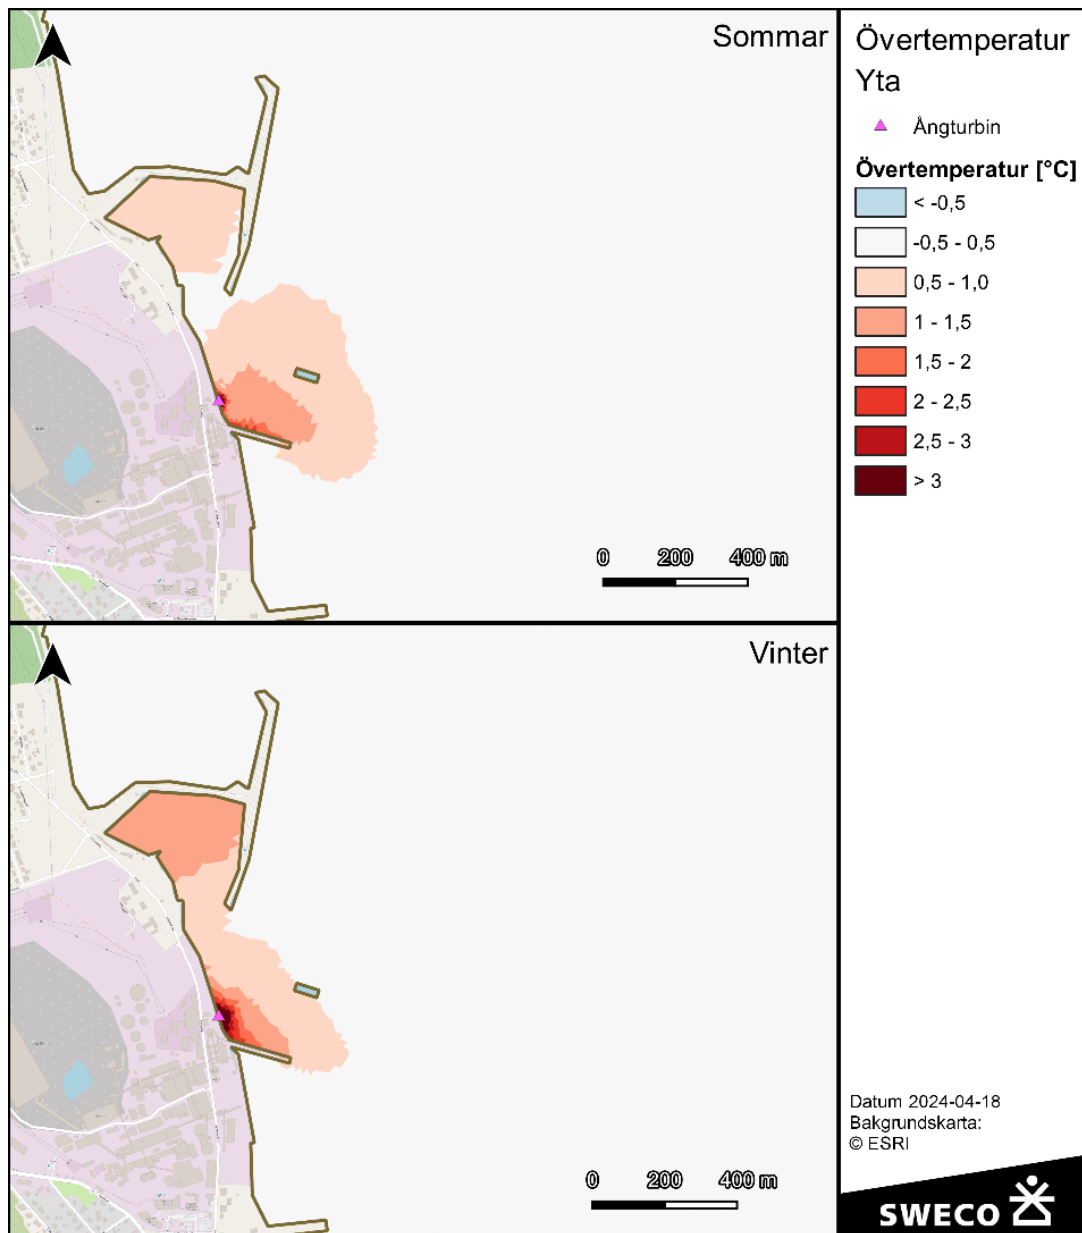 Sommar
0 200 400 m
Vinter
0 200 400 m
Övertemperatur
Yta
Ångturbin
Övertemperatur [°C]
< -0,5
-0,5 - 0,5
0,5 - 1,0
1 - 1,5
1,5 - 2
2 - 2,5
2,5 - 3
> 3
Datum 2024-04-18
Bakgrundskarta:
© ESRI
SWECO